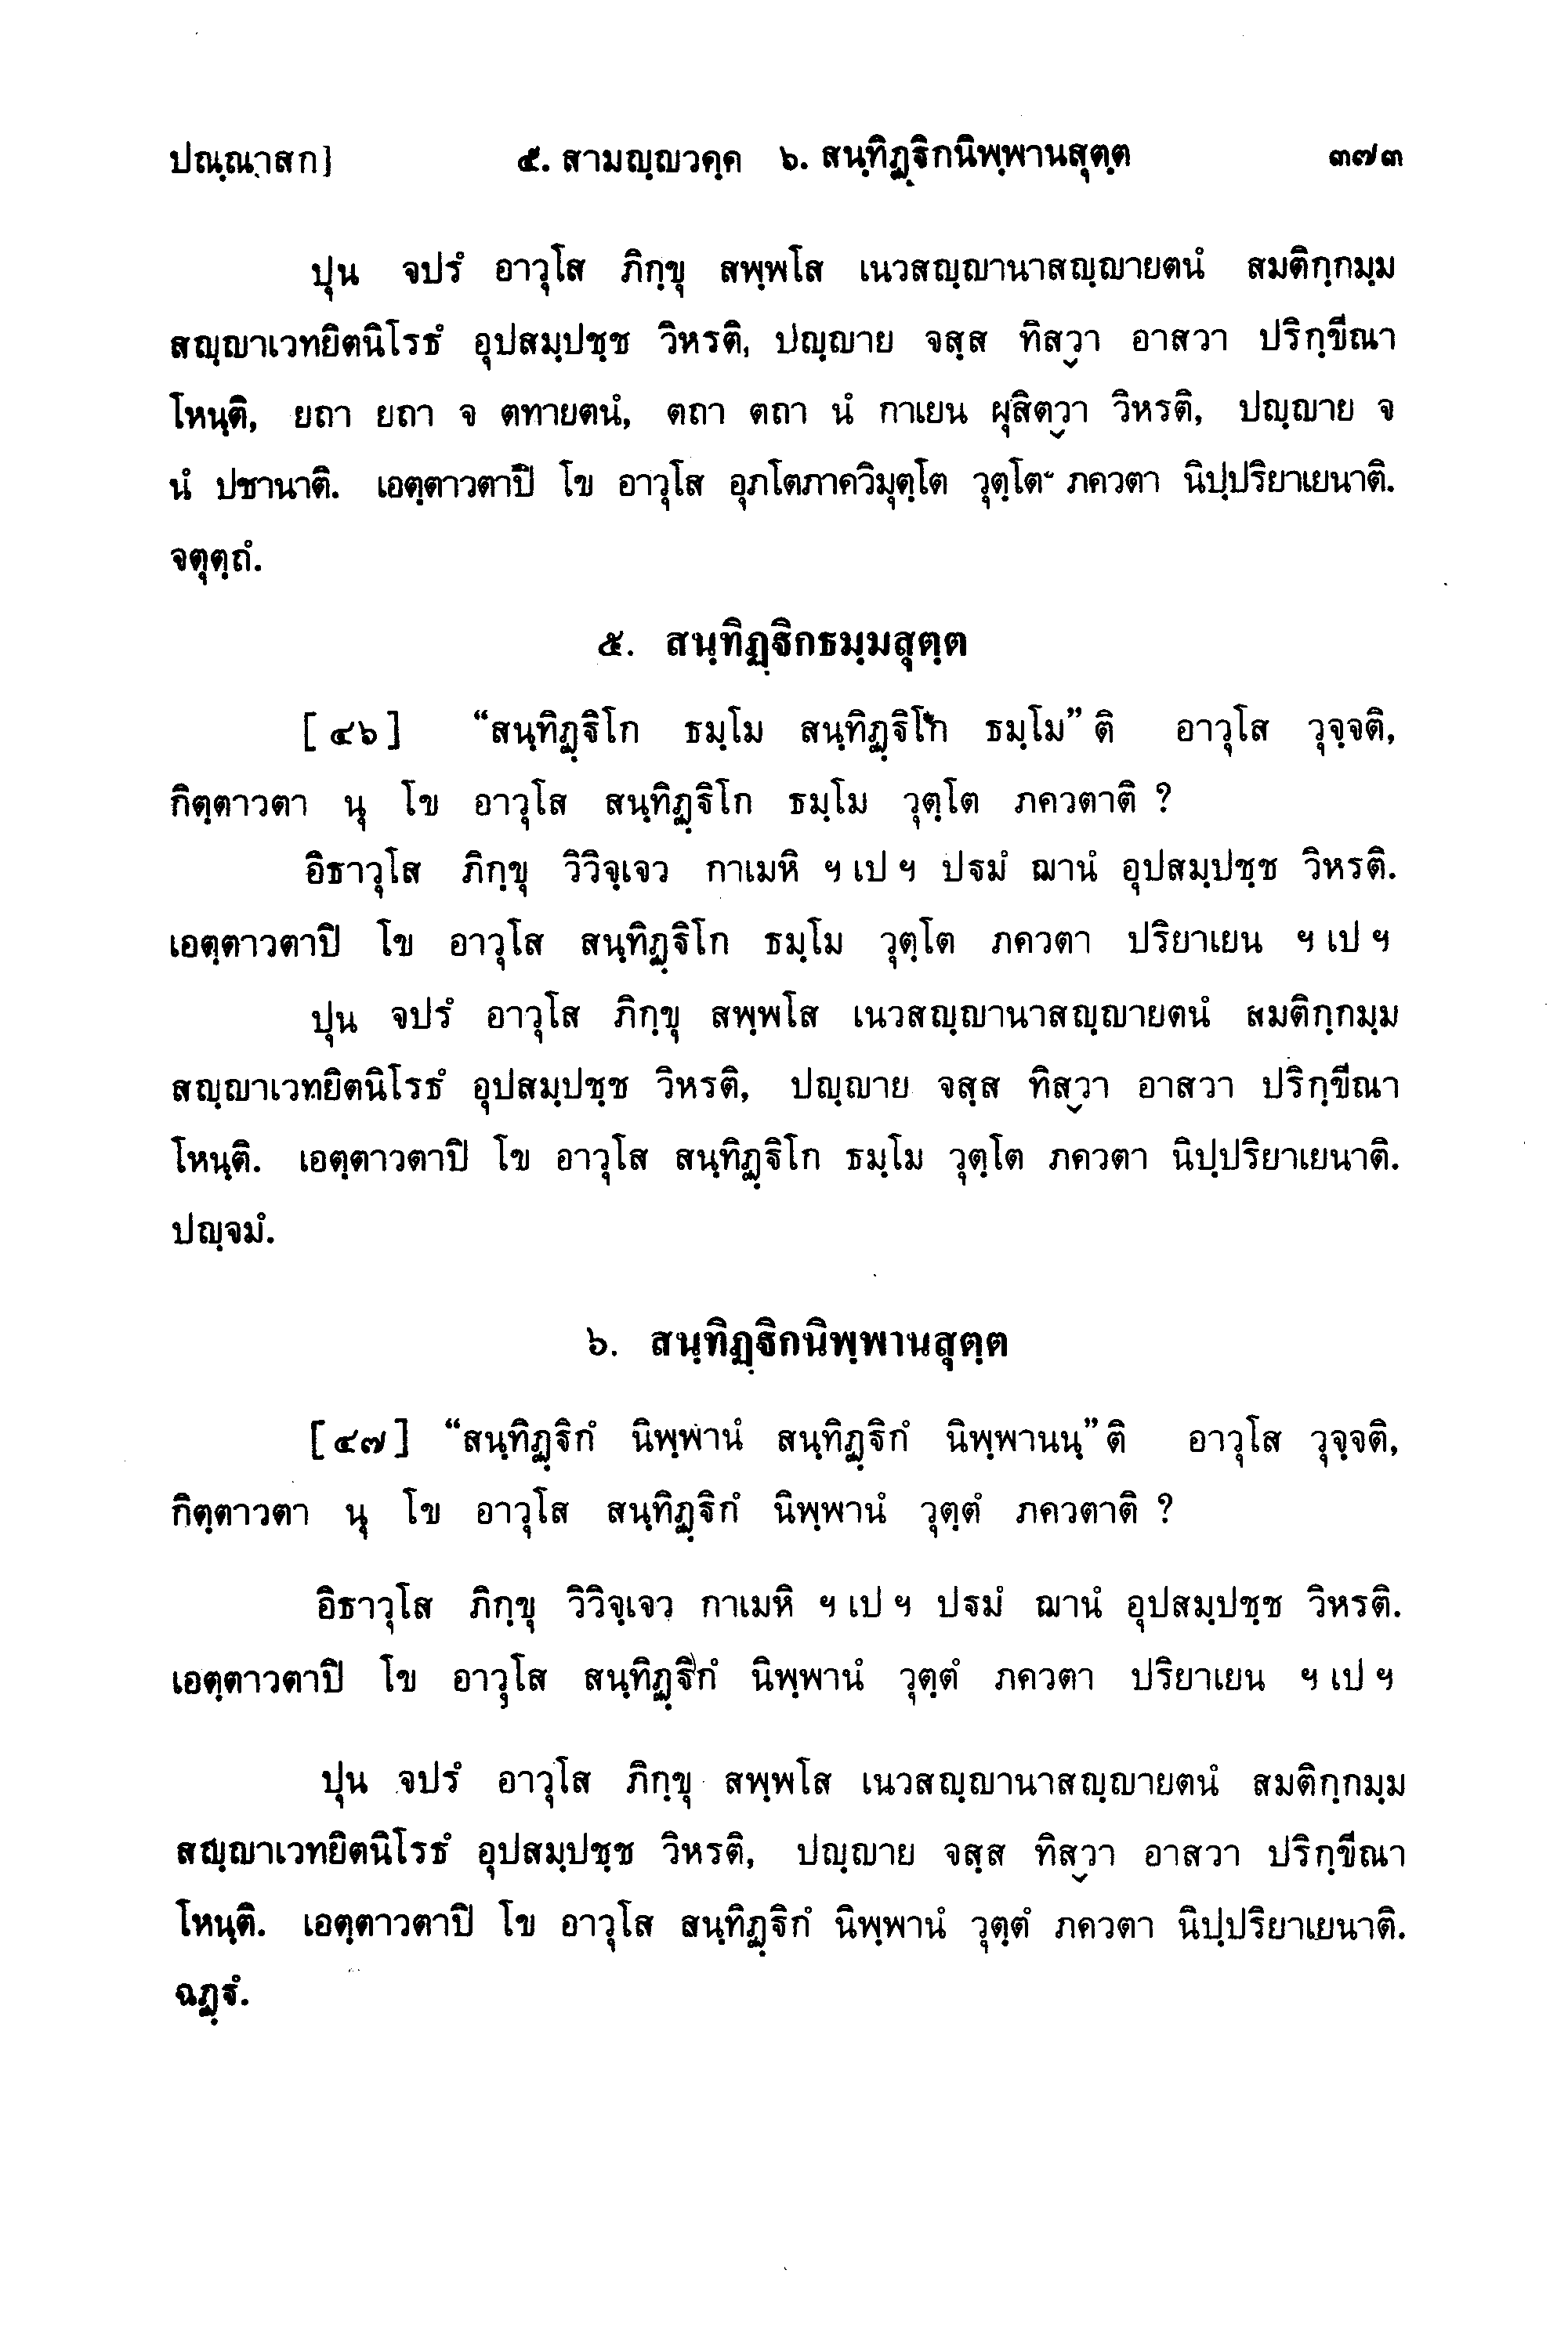 ปณฺณาสก] ๕. สามญฺญวคฺค ๖. สนฺทิฏฺฐิกนิพฺพานสุตฺต ๓๗๓
ปุน จปรํ อาวุโส ภิกฺขุ สพฺพโส เนวสญฺญานาสญฺญายตนํ สมติกฺกมฺม
สญฺญาเวทยิตนิโรธํ อุปสมฺปชฺช วิหรติ, ปญฺญาย จสฺส ทิสฺวา อาสวา ปริกฺขีณา
โหนฺติ, ยถา ยถา จ ตทายตนํ, ตถา ตถา นํ กาเยน ผุสิตฺวา วิหรติ, ปญฺญาย จ
นํ ปชานาติ. เอตฺตาวตาปิ โข อาวุโส อุภโตภาควิมุตฺโต วุตฺโต ภควตา นิปฺปริยาเยนาติ.
จตุตฺถํ.
๕. สนฺทิฏฺฐิกธมฺมสุตฺต
[๔๖] “สนฺทิฏฺฐิโก ธมฺโม สนฺทิฏฺฐิโก ธมฺโม” ติ อาวุโส วุจฺจติ,
กิตฺตาวตา นุ โข อาวุโส สนฺทิฏฺฐิโก ธมฺโม วุตฺโต ภควตาติ ?
อิธาวุโส ภิกฺขุ วิวิจฺเจว กาเมหิ ฯ เป ฯ ปฐมํ ฌานํ อุปสมฺปชฺช วิหรติ.
เอตฺตาวตาปิ โข อาวุโส สนฺทิฏฺฐิโก ธมฺโม วุตฺโต ภควตา ปริยาเยน ฯ เป ฯ
ปุน จปรํ อาวุโส ภิกฺขุ สพฺพโส เนวสญฺญานาสญฺญายตนํ สมติกฺกมฺม
สญฺญาเวทยิตนิโรธํ อุปสมฺปชฺช วิหรติ, ปญฺญาย จสฺส ทิสฺวา อาสวา ปริกฺขีณา
โหนฺติ. เอตฺตาวตาปิ โข อาวุโส สนฺทิฏฺฐิโก ธมฺโม วุตฺโต ภควตา นิปฺปริยาเยนาติ.
ปญฺจมํ.
๖. สนฺทิฏฺฐิกนิพฺพานสุตฺต
[๔๗] “สนฺทิฏฺฐิกํ นิพฺพานํ สนฺทิฏฺฐิกํ นิพฺพานนฺ” ติ อาวุโส วุจฺจติ,
กิตฺตาวตา นุ โข อาวุโส สนฺทิฏฺฐิกํ นิพฺพานํ วุตฺตํ ภควตาติ ?
อิธาวุโส ภิกฺขุ วิวิจฺเจว กาเมหิ ฯ เป ฯ ปฐมํ ฌานํ อุปสมฺปชฺช วิหรติ.
เอตฺตาวตาปิ โข อาวุโส สนฺทิฏฺฐิกํ นิพฺพานํ วุตฺตํ ภควตา ปริยาเยน ฯ เป ฯ
ปุน จปรํ อาวุโส ภิกฺขุ สพฺพโส เนวสญฺญานาสญฺญายตนํ สมติกฺกมฺม
สญฺญาเวทยิตนิโรธํ อุปสมฺปชฺช วิหรติ, ปญฺญาย จสฺส ทิสฺวา อาสวา ปริกฺขีณา
โหนฺติ. เอตฺตาวตาปิ โข อาวุโส สนฺทิฏฺฐิกํ นิพฺพานํ วุตฺตํ ภควตา นิปฺปริยาเยนาติ.
ฉฏฺฐํ.